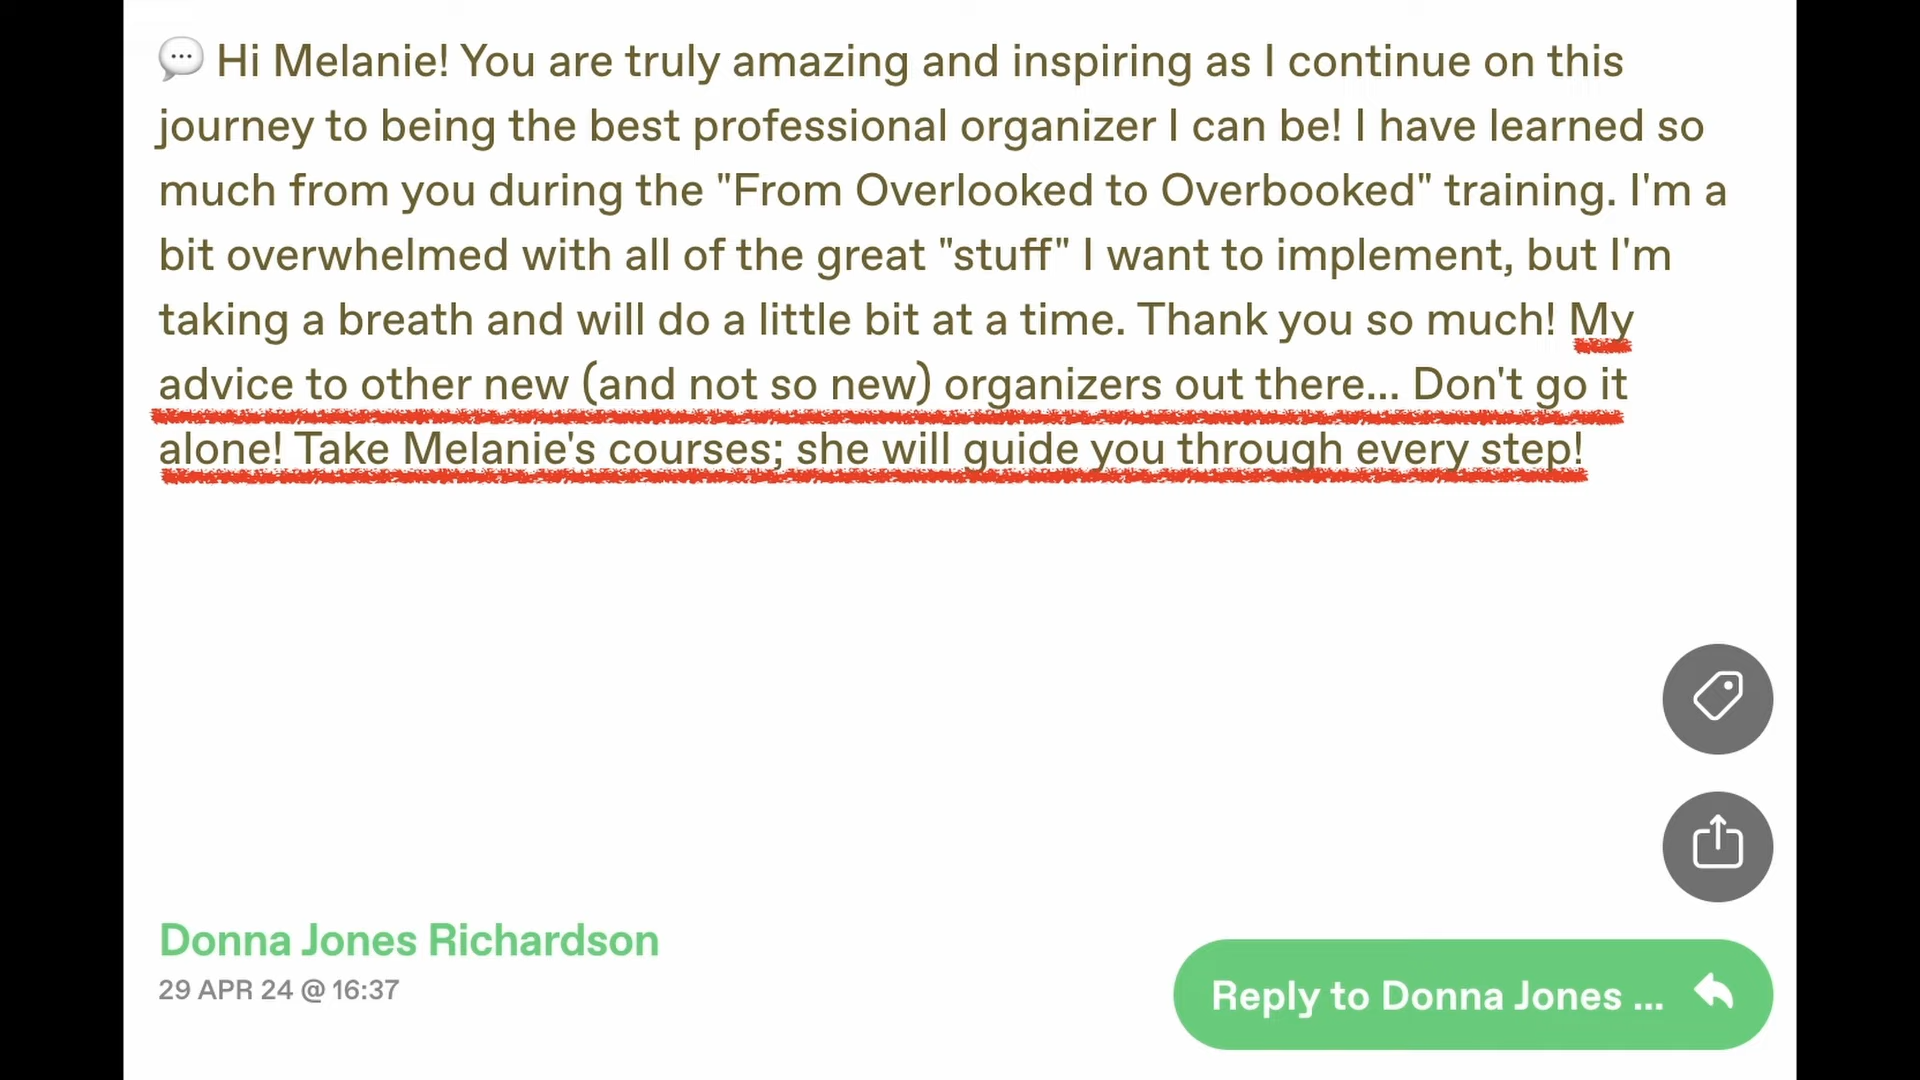 Hi Melanie! You are truly amazing and inspiring as I continue on this
journey to being the best professional organizer I can be! I have learned so
much from you during the "From Overlooked to Overbooked" training. I'm a
bit overwhelmed with all of the great "stuff" I want to implement, but I'm
taking a breath and will do a little bit at a time. Thank you so much! My
advice to other new (and not so new) organizers out there... Don't go it
alone! Take Melanie's courses; she will guide you through every step!
Donna Jones Richardson
29 APR 24 @ 16:37
Reply to Donna Jones ...